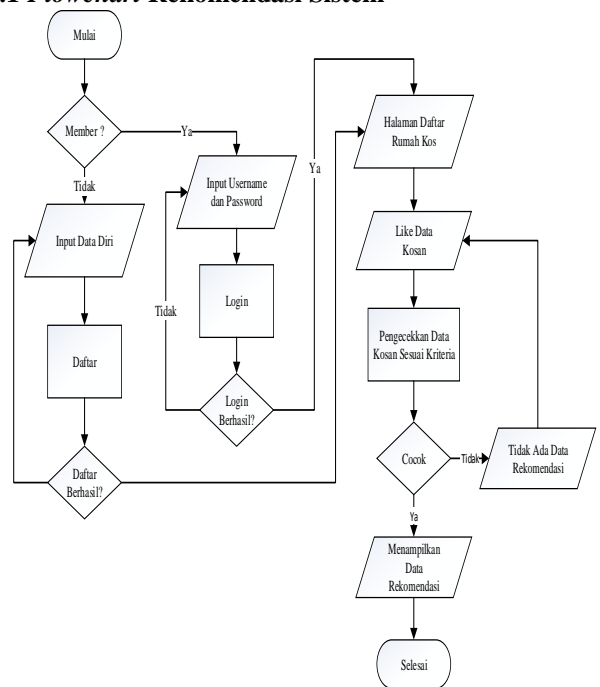 .1 Flowchart Rekomendasi Sistem
Mulai
Member ?
Ya
Tidak
Input Data Diri
Daftar
Daftar
Berhasil?
Input Username
dan Password
Login
Tidak
Login
Berhasil?
Ya
Halaman Daftar
Rumah Kos
Like Data
Kosan
Pengecekkan Data
Kosan Sesuai Kriteria
Cocok
Tidak
Tidak Ada Data
Rekomendasi
Ya
Menampilkan
Data
Rekomendasi
Selesai